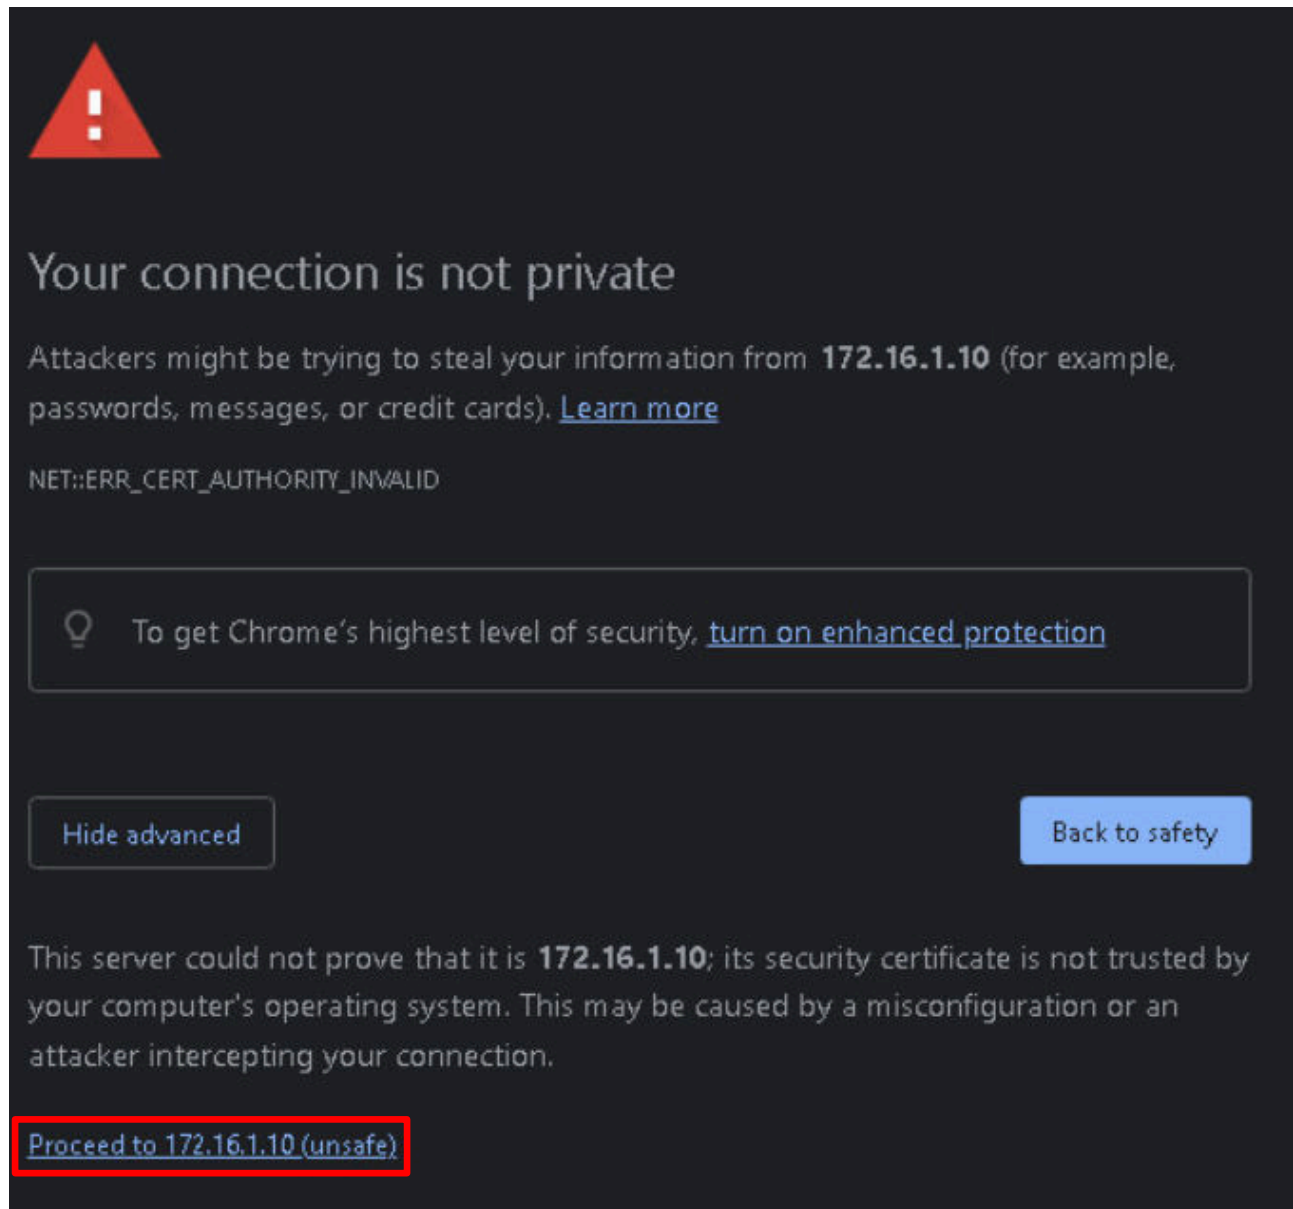 Your connection is not private
Attackers might be trying to steal your information from 172.16.1.10 (for example,
passwords, messages, or credit cards). Learn more
NET::ERR_CERT_AUTHORITY_INVALID
To get Chrome's highest level of security, turn on enhanced protection
Hide advanced
Back to safety
This server could not prove that it is 172.16.1.10; its security certificate is not trusted by
your computer's operating system. This may be caused by a misconfiguration or an
attacker intercepting your connection.
Proceed to 172.16.1.10 (unsafe)